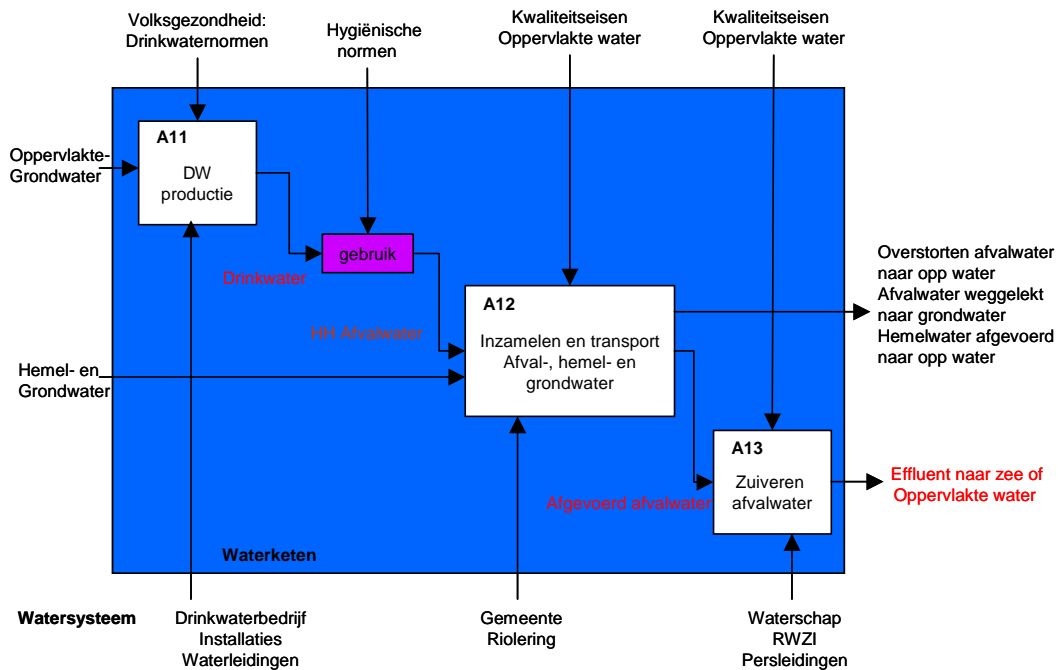 Volksgezondheid:
Drinkwaternormen
Hygiënische
normen
Kwaliteitseisen
Oppervlakte water
Kwaliteitseisen
Oppervlakte water
A11
DW
productie
Oppervlakte-
Grondwater
gebruik
Drinkwater
HH Afvalwater
A12
Inzamelen en transport
Afval-, hemel- en
grondwater
Overstorten afvalwater
naar opp water
Afvalwater weggelekt
naar grondwater
Hemelwater afgevoerd
naar opp water
Hemel- en
Grondwater
A13
Zuiveren
afvalwater
Afgevoerd afvalwater
Effluent naar zee of
Oppervlakte water
Waterketen
Watersysteem
Drinkwaterbedrijf
Installaties
Waterleidingen
Gemeente
Riolering
Waterschap
RWZI
Persleidingen